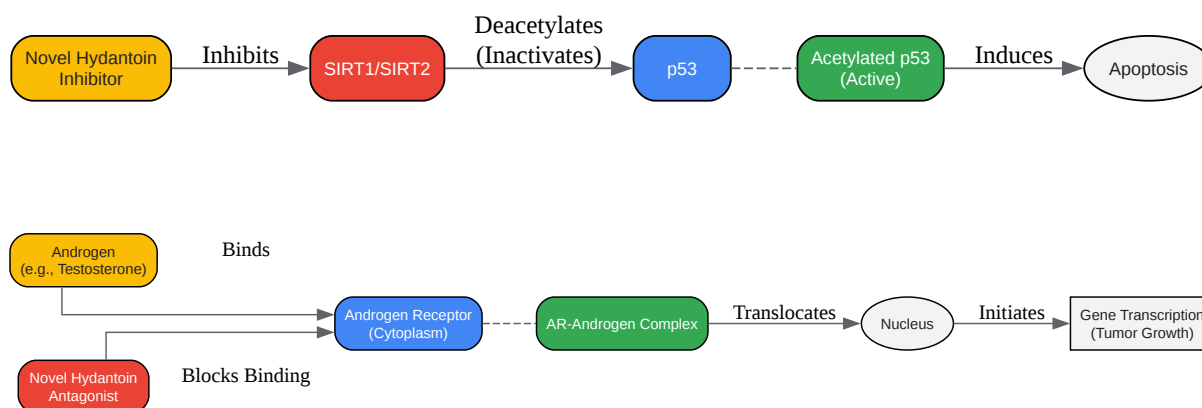 Novel Hydantoin
Inhibitor
Inhibits
SIRT1/SIRT2
Deacetylates
(Inactivates)
p53
Acetylated p53
(Active)
Induces
Apoptosis
Androgen
(e.g., Testosterone)
Binds
Novel Hydantoin
Antagonist
Blocks Binding
Androgen Receptor
(Cytoplasm)
AR-Androgen Complex
Translocates
Nucleus
Initiates
Gene Transcription
(Tumor Growth)